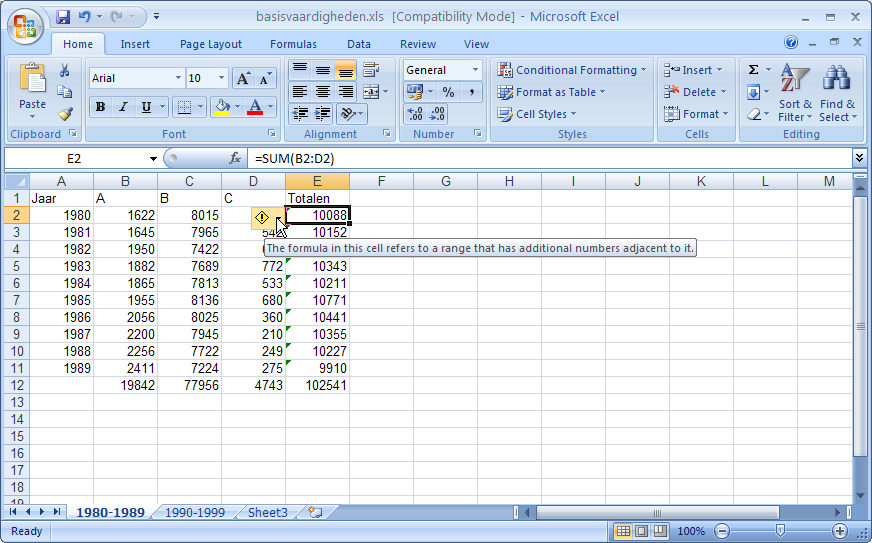 basisvaardigheden.xls [Compatibility Mode] - Microsoft Excel
Home Insert Page Layout Formulas Data Review View
Paste
Clipboard
Arial 10
B I U A A A
Font
Alignment
General
% ,
Number
Conditional Formatting
Format as Table
Cell Styles
Styles
Insert
Delete
Format
Cells
Σ
Sort & Filter
Find & Select
Editing
E2 fx =SUM(B2:D2)
A B C D E F G H I J K L M
1 Jaar A B C Totalen
2 1980 1622 8015 10088
3 1981 1645 7965 542 10152
4 1982 1950 7422
The formula in this cell refers to a range that has additional numbers adjacent to it.
5 1983 1882 7689 772 10343
6 1984 1865 7813 533 10211
7 1985 1955 8136 680 10771
8 1986 2056 8025 360 10441
9 1987 2200 7945 210 10355
10 1988 2256 7722 249 10227
11 1989 2411 7224 275 9910
12 19842 77956 4743 102541
13
14
15
16
17
18
19
1980-1989 1990-1999 Sheet3
Ready 100%